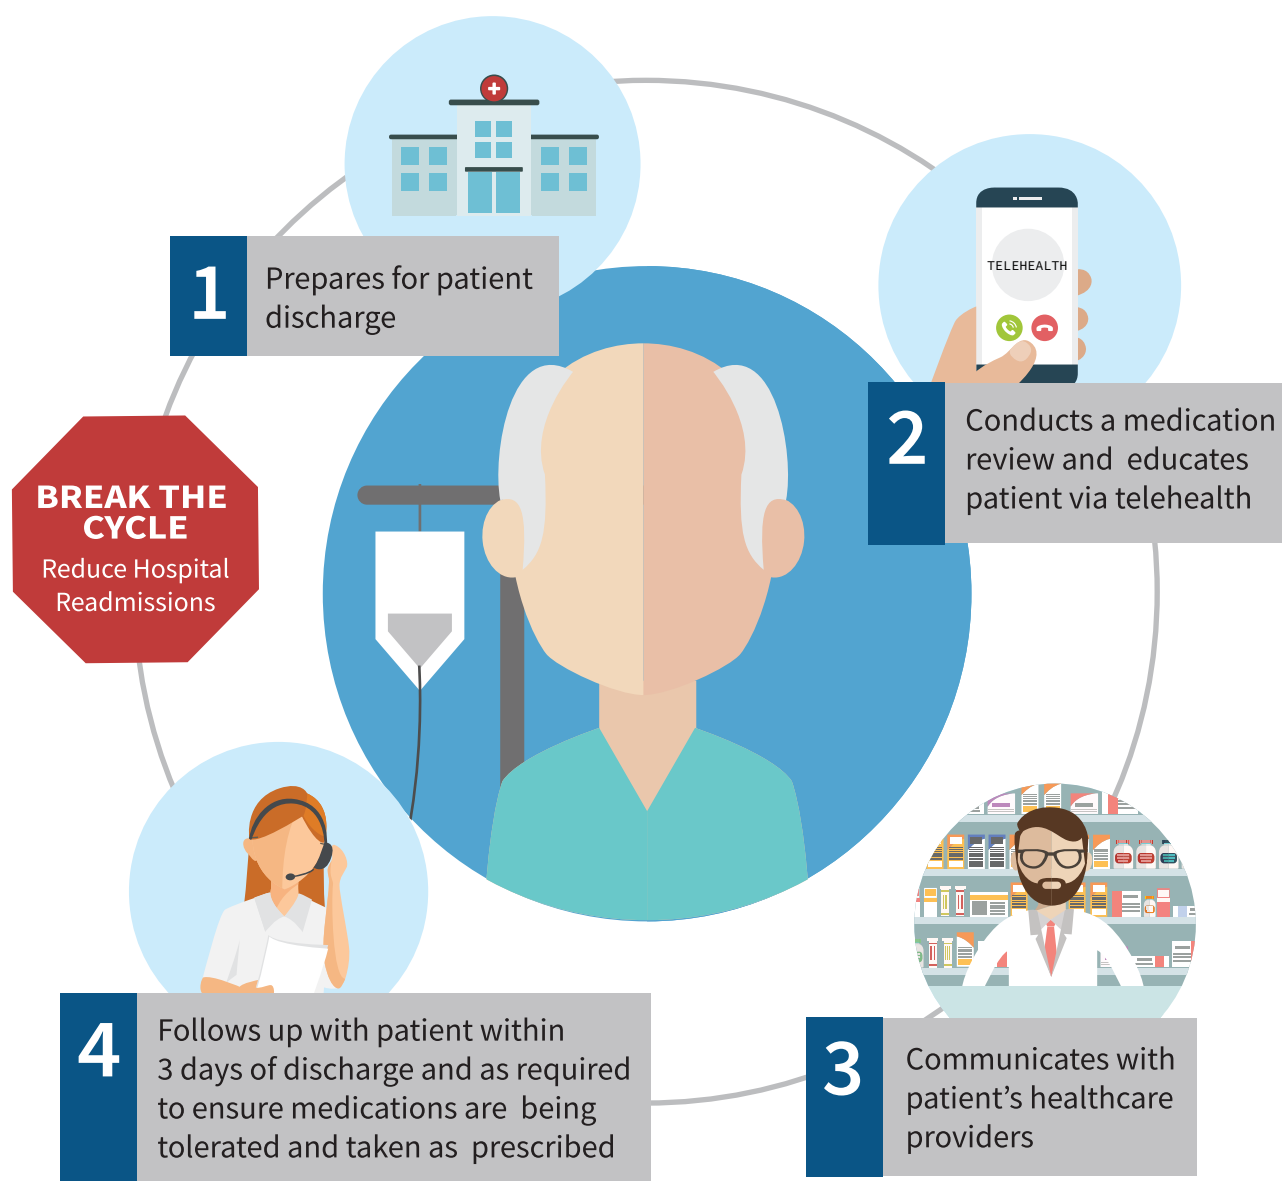 1
Prepares for patient
discharge
TELEHEALTH
2
Conducts a medication
review and educates
patient via telehealth
3
Communicates with
patient’s healthcare
providers
4
Follows up with patient within
3 days of discharge and as required
to ensure medications are being
tolerated and taken as prescribed
BREAK THE
CYCLE
Reduce Hospital
Readmissions